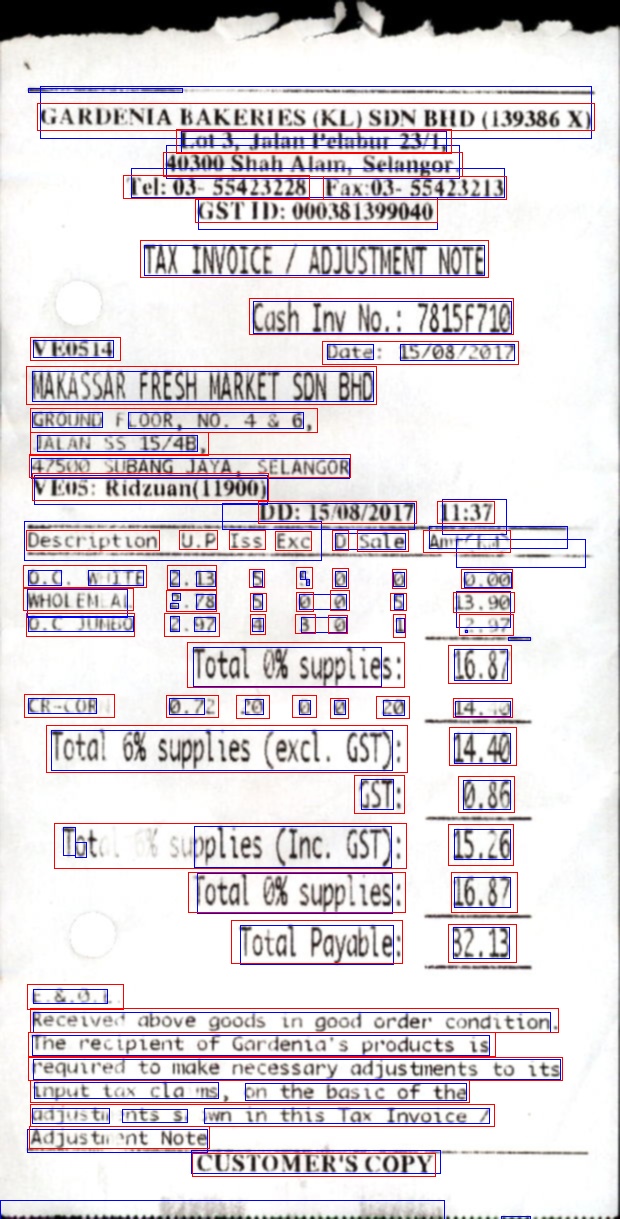 GARDENIA BAKERIES (KL) SDN BHD (139386 X)
Lot 3, Jalan Pelabur 23/1,
40300 Shah Alam, Selangor.
Tel: 03- 55423228 Fax:03- 55423213
GST ID: 000381399040
TAX INVOICE / ADJUSTMENT NOTE
Cash Inv No.: 7815F710
VE0514 Date: 15/08/2017
MAKASSAR FRESH MARKET SDN BHD
GROUND FLOOR, NO. 4 & 6,
JALAN SS 15/4B,
47500 SUBANG JAYA, SELANGOR
VE05: Ridzuan(11900)
DD: 15/08/2017 11:37
Description U.P Iss Exc D Sale
O.C. WHITE 2.13 5 0 0 0.00
WHOLEMEAL 2.78 5 0 0 5 13.90
O.C JUMBO 2.97 4 3 0 1 2.97
Total 0% supplies: 16.87
CR-CORN 0.72 20 0 0 20 14.40
Total 6% supplies (excl. GST): 14.40
GST: 0.86
Total 6% supplies (Inc. GST): 15.26
Total 0% supplies: 16.87
Total Payable: 32.13
E.&.O.E.
Received above goods in good order condition.
The recipient of Gardenia's products is
required to make necessary adjustments to its
input tax claims, on the basic of the
adjustments shown in this Tax Invoice /
Adjustment Note
CUSTOMER'S COPY